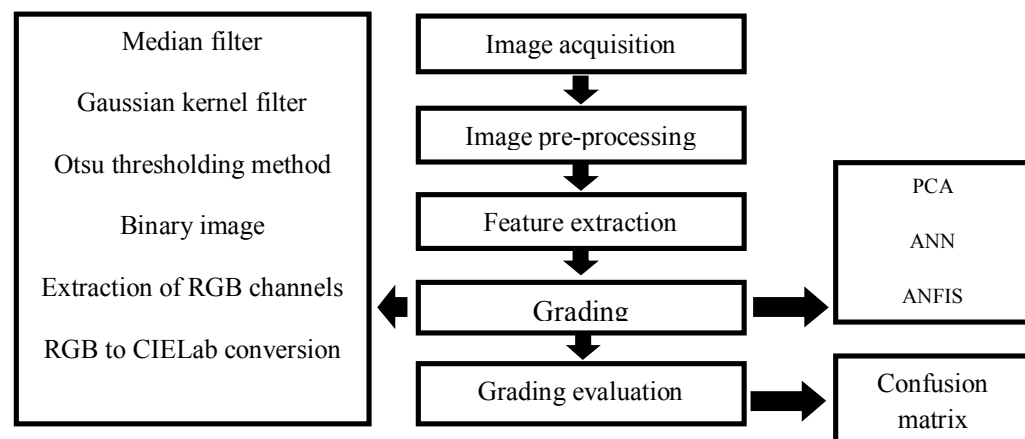 Median filter
Gaussian kernel filter
Otsu thresholding method
Binary image
Extraction of RGB channels
RGB to CIELab conversion
Image acquisition
Image pre-processing
Feature extraction
Grading
Grading evaluation
PCA
ANN
ANFIS
Confusion
matrix